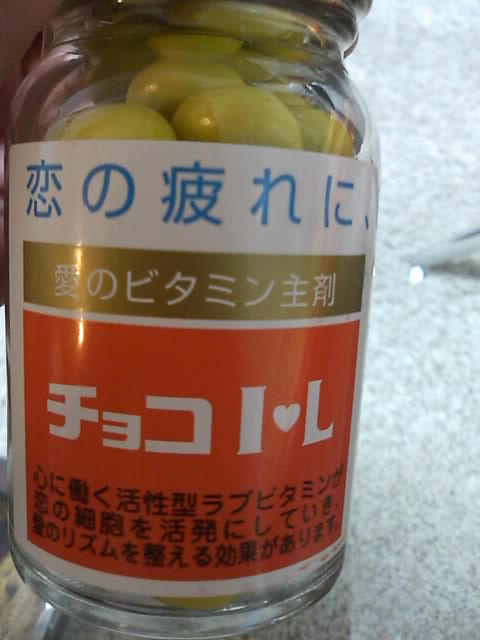 恋の疲れに、
愛のビタミン主剤
チョコI♥L
心に働く活性型ラブビタミンが
恋の細胞を活発にしていき、
愛のリズムを整える効果があります。